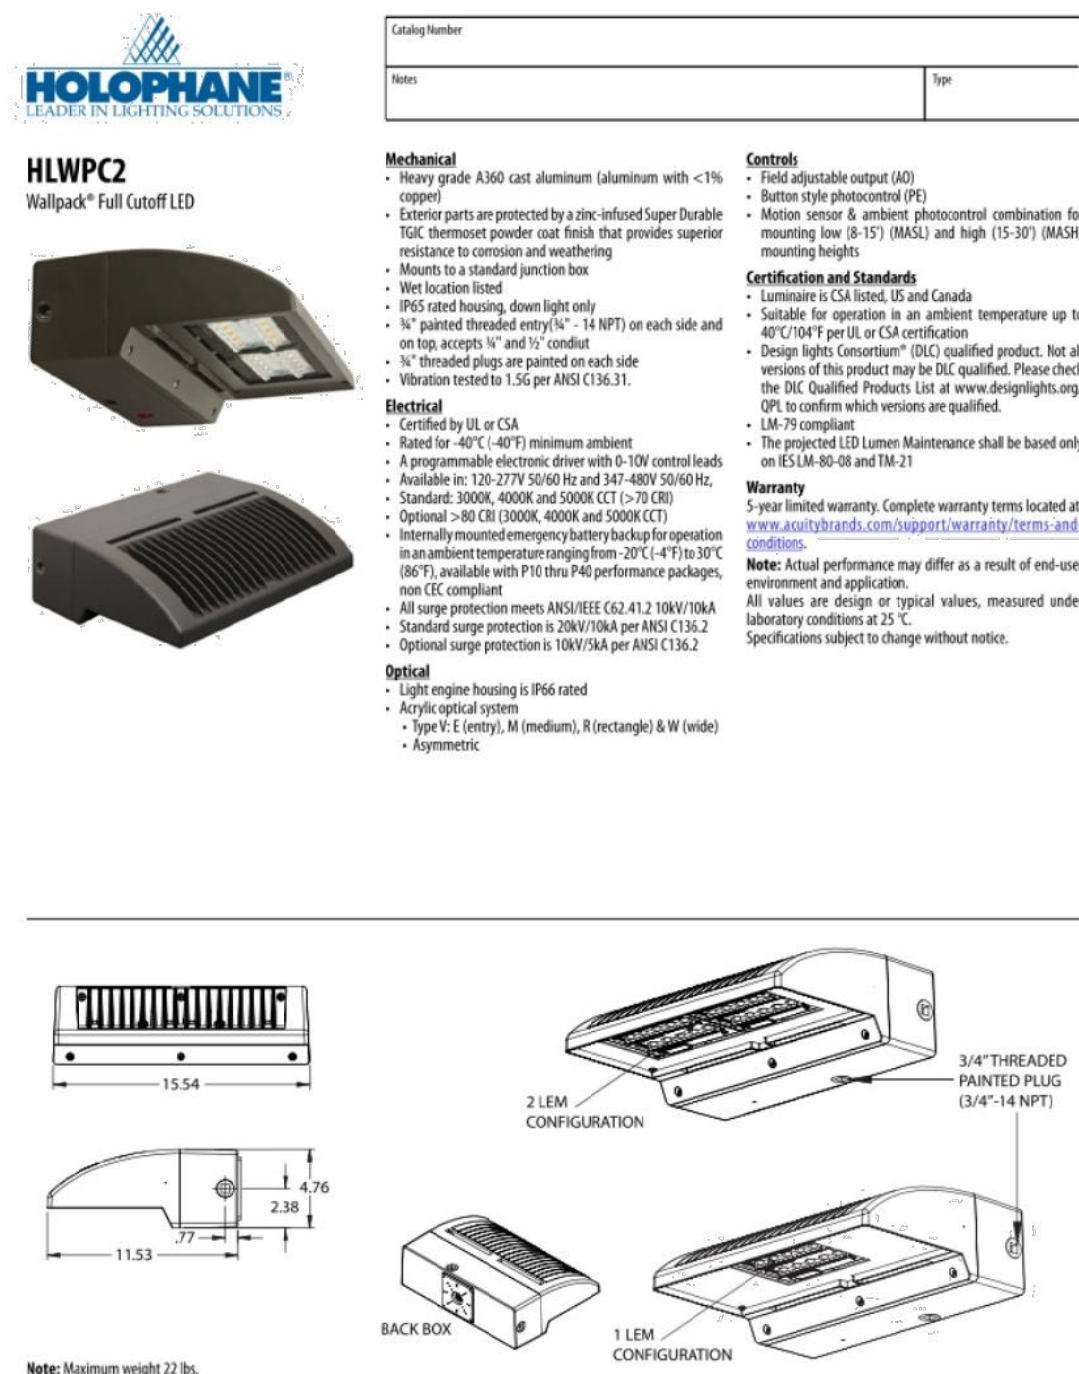 HOLOPHANE®
LEADER IN LIGHTING SOLUTIONS
Catalog Number
Notes
Type
HLWPC2
Wallpack® Full Cutoff LED
Mechanical
• Heavy grade A360 cast aluminum (aluminum with <1%
copper)
• Exterior parts are protected by a zinc-infused Super Durable
TGIC thermoset powder coat finish that provides superior
resistance to corrosion and weathering
• Mounts to a standard junction box
• Wet location listed
• IP65 rated housing, down light only
• ¾" painted threaded entry(¾" - 14 NPT) on each side and
on top, accepts ¾" and ½" condiut
• ¾" threaded plugs are painted on each side
• Vibration tested to 1.5G per ANSI C136.31.
Electrical
• Certified by UL or CSA
• Rated for -40°C (-40°F) minimum ambient
• A programmable electronic driver with 0-10V control leads
• Available in: 120-277V 50/60 Hz and 347-480V 50/60 Hz,
• Standard: 3000K, 4000K and 5000K CCT (>70 CRI)
• Optional >80 CRI (3000K, 4000K and 5000K CCT)
• Internally mounted emergency battery backup for operation
in an ambient temperature ranging from -20°C (-4°F) to 30°C
(86°F), available with P10 thru P40 performance packages,
non CEC compliant
• All surge protection meets ANSI/IEEE C62.41.2 10kV/10kA
• Standard surge protection is 20kV/10kA per ANSI C136.2
• Optional surge protection is 10kV/5kA per ANSI C136.2
Optical
• Light engine housing is IP66 rated
• Acrylic optical system
• Type V: E (entry), M (medium), R (rectangle) & W (wide)
• Asymmetric
Controls
• Field adjustable output (AO)
• Button style photocontrol (PE)
• Motion sensor & ambient photocontrol combination fo
mounting low (8-15') (MASL) and high (15-30') (MASH
mounting heights
Certification and Standards
• Luminaire is CSA listed, US and Canada
• Suitable for operation in an ambient temperature up t
40°C/104°F per UL or CSA certification
• Design lights Consortium® (DLC) qualified product. Not al
versions of this product may be DLC qualified. Please check
the DLC Qualified Products List at www.designlights.org
QPL to confirm which versions are qualified.
• LM-79 compliant
• The projected LED Lumen Maintenance shall be based only
on IES LM-80-08 and TM-21
Warranty
5-year limited warranty. Complete warranty terms located at
www.acuitybrands.com/support/warranty/terms-and
conditions.
Note: Actual performance may differ as a result of end-use
environment and application.
All values are design or typical values, measured unde
laboratory conditions at 25 °C.
Specifications subject to change without notice.
15.54
2 LEM
CONFIGURATION
3/4" THREADED
PAINTED PLUG
(3/4"-14 NPT)
4.76
2.38
.77
11.53
BACK BOX
1 LEM
CONFIGURATION
Note: Maximum weight 22 lbs.